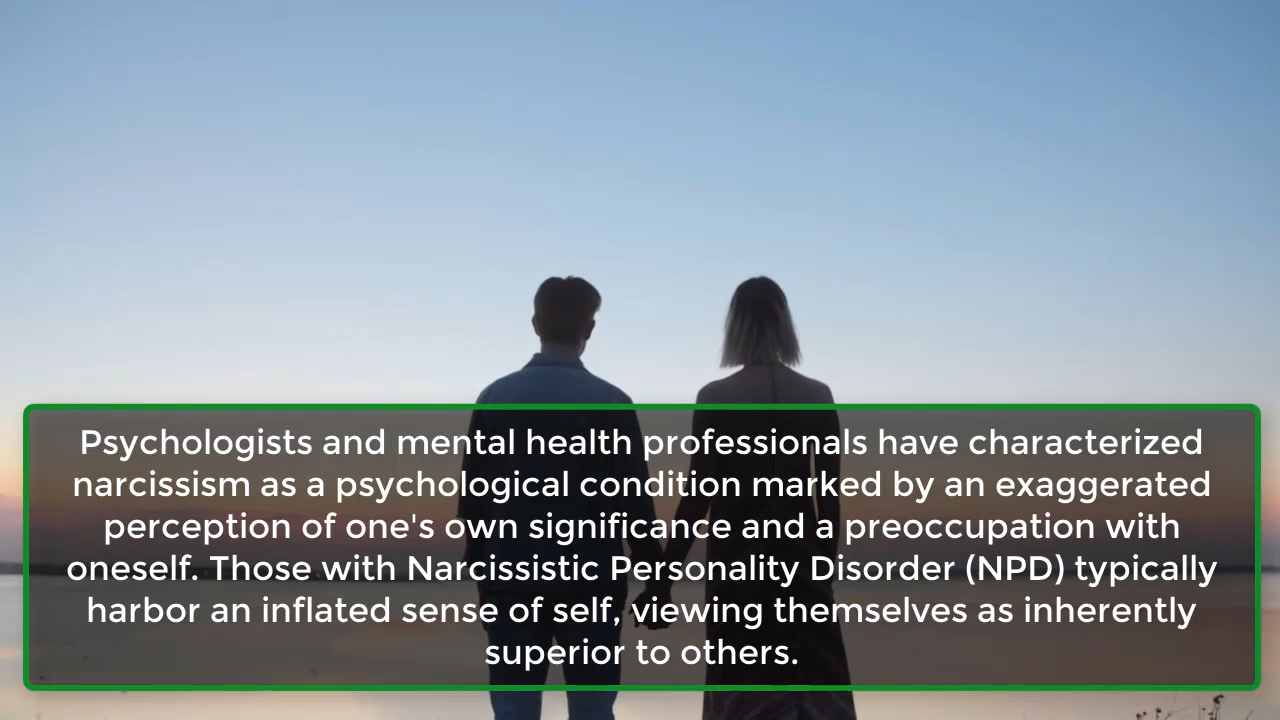 Psychologists and mental health professionals have characterized
narcissism as a psychological condition marked by an exaggerated
perception of one's own significance and a preoccupation with
oneself. Those with Narcissistic Personality Disorder (NPD) typically
harbor an inflated sense of self, viewing themselves as inherently
superior to others.